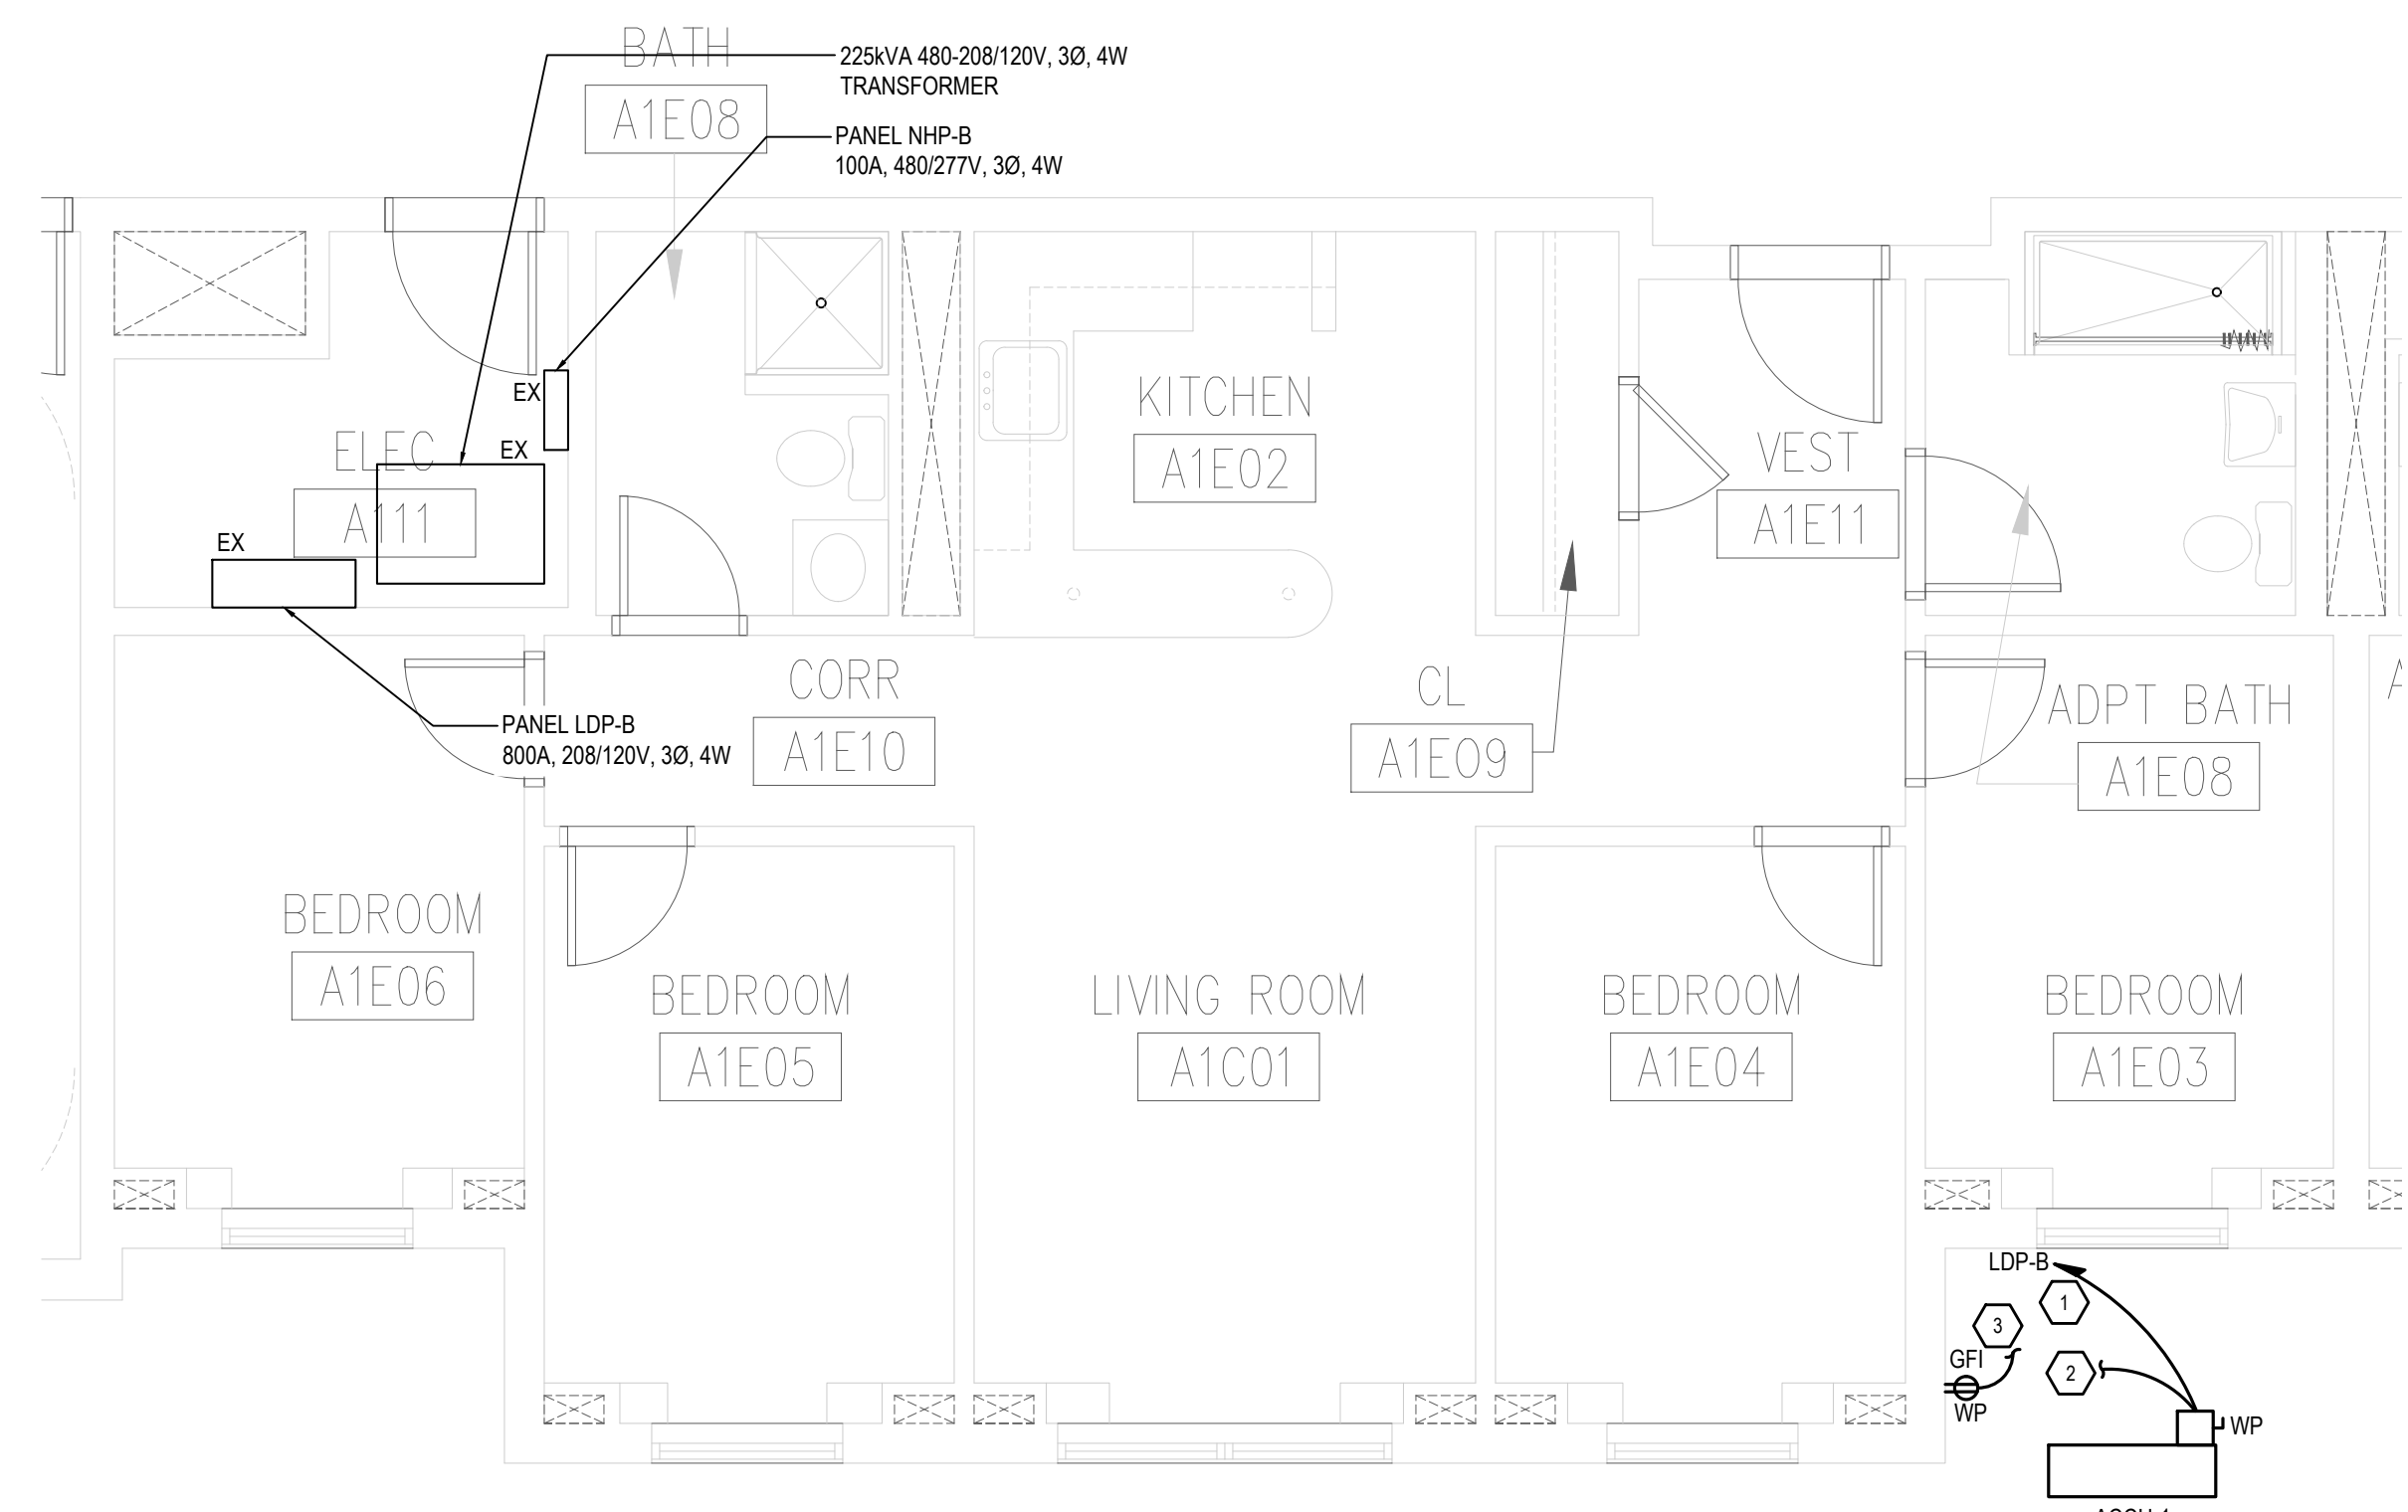 BATH
A1E08
225kVA 480-208/120V, 3Ø, 4W
TRANSFORMER
PANEL NHP-B
100A, 480/277V, 3Ø, 4W
EX
ELEC
A111
EX
EX
KITCHEN
A1E02
VEST
A1E11
PANEL LDP-B
800A, 208/120V, 3Ø, 4W
CORR
A1E10
CL
A1E09
ADPT BATH
A1E08
BEDROOM
A1E06
BEDROOM
A1E05
LIVING ROOM
A1C01
BEDROOM
A1E04
BEDROOM
A1E03
LDP-B
1
3
GFI
2
WP
WP